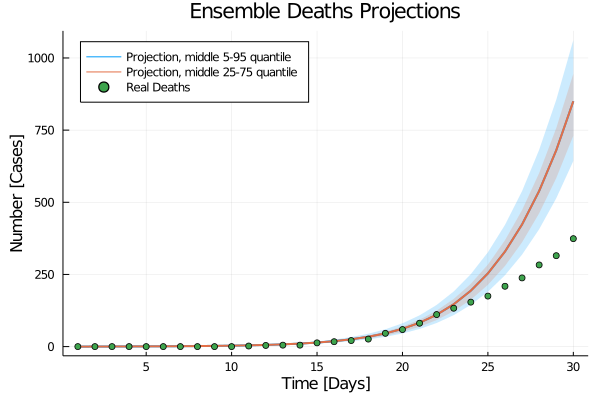 Ensemble Deaths Projections
Projection, middle 5-95 quantile
Projection, middle 25-75 quantile
Real Deaths
Number [Cases]
1000
750
500
250
0
5
10
15
20
25
30
Time [Days]